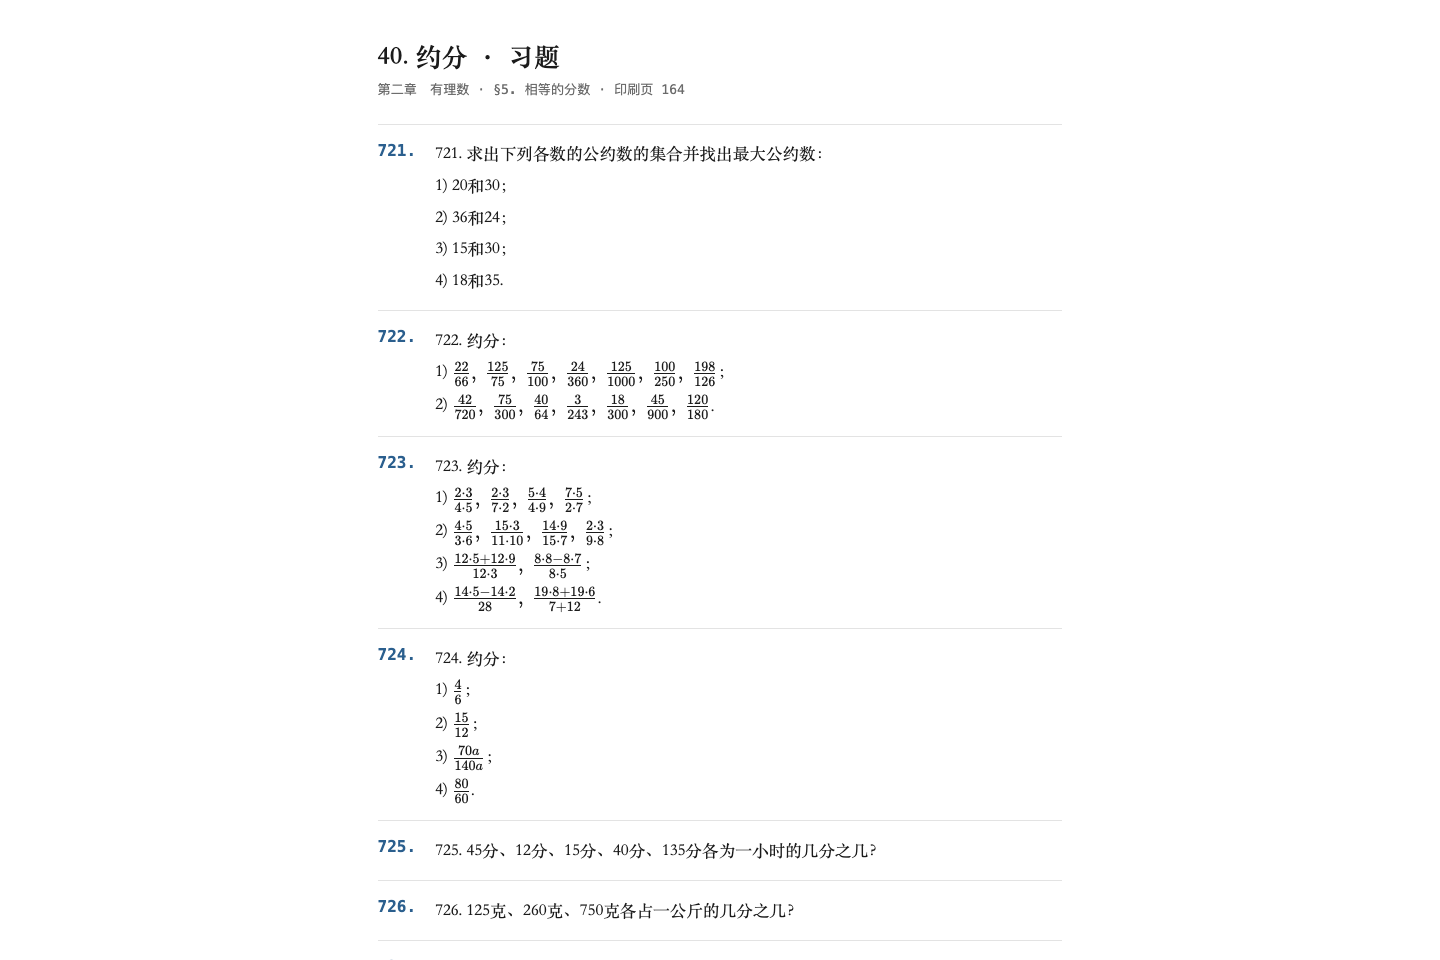 40. 约分 · 习题
第二章 有理数 · §5. 相等的分数 · 印刷页 164
721. 721. 求出下列各数的公约数的集合并找出最大公约数:
1) 20和30;
2) 36和24;
3) 15和30;
4) 18和35.
722. 722. 约分:
1) 22/66, 125/75, 75/100, 24/360, 125/1000, 100/250, 198/126;
2) 42/720, 75/300, 40/64, 3/243, 18/300, 45/900, 120/180.
723. 723. 约分:
1) 2·3/4·5, 2·3/7·2, 5·4/4·9, 7·5/2·7;
2) 4·5/3·6, 15·3/11·10, 14·9/15·7, 2·3/9·8;
3) 12·5+12·9/12·3, 8·8−8·7/8·5;
4) 14·5−14·2/28, 19·8+19·6/7+12.
724. 724. 约分:
1) 4/6;
2) 15/12;
3) 70a/140a;
4) 80/60.
725. 725. 45分、12分、15分、40分、135分各为一小时的几分之几?
726. 726. 125克、260克、750克各占一公斤的几分之几?